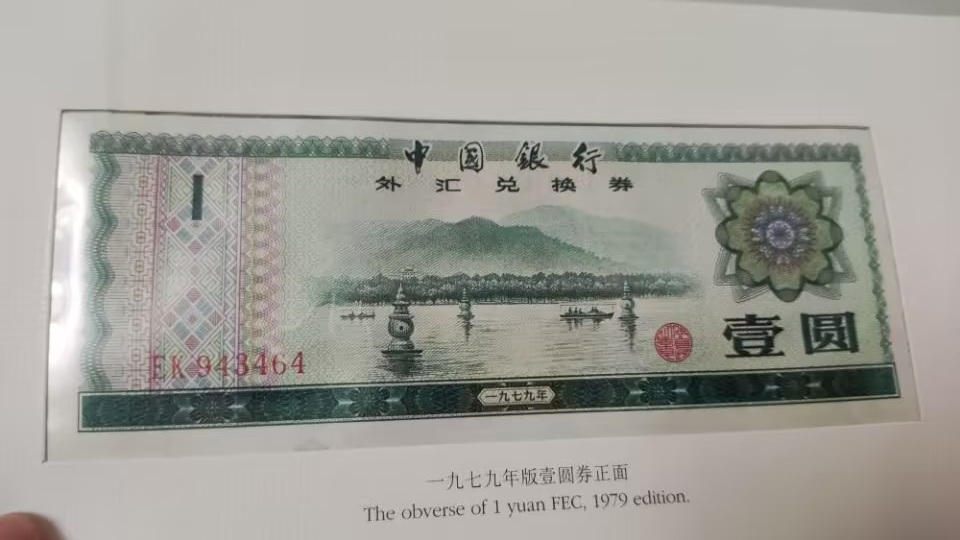 中国銀行
外汇兑换券
1
EK 943464
壹圆
一九七九年
一九七九年版壹圆券正面
The obverse of 1 yuan FEC, 1979 edition.